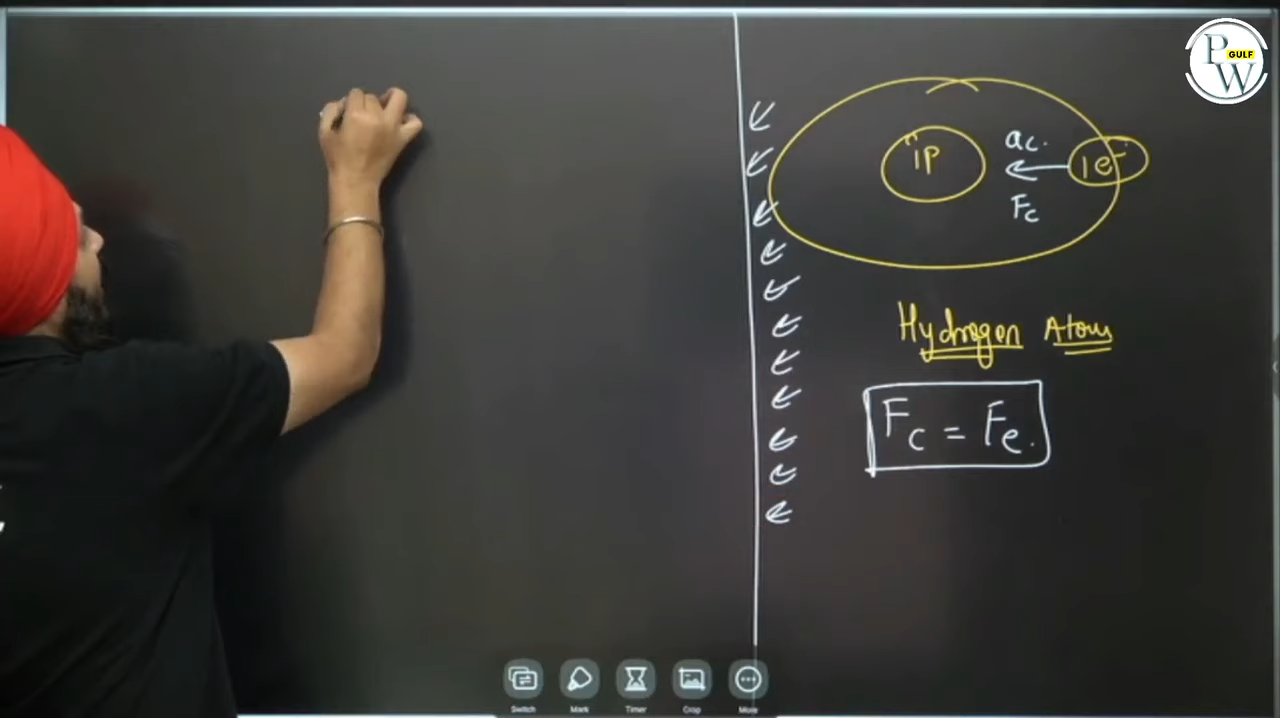 PW
GULF
ac.
1p
1e-
Fc
Hydrogen Atom
Fc = Fe.
Switch
Mark
Timer
Crop
More